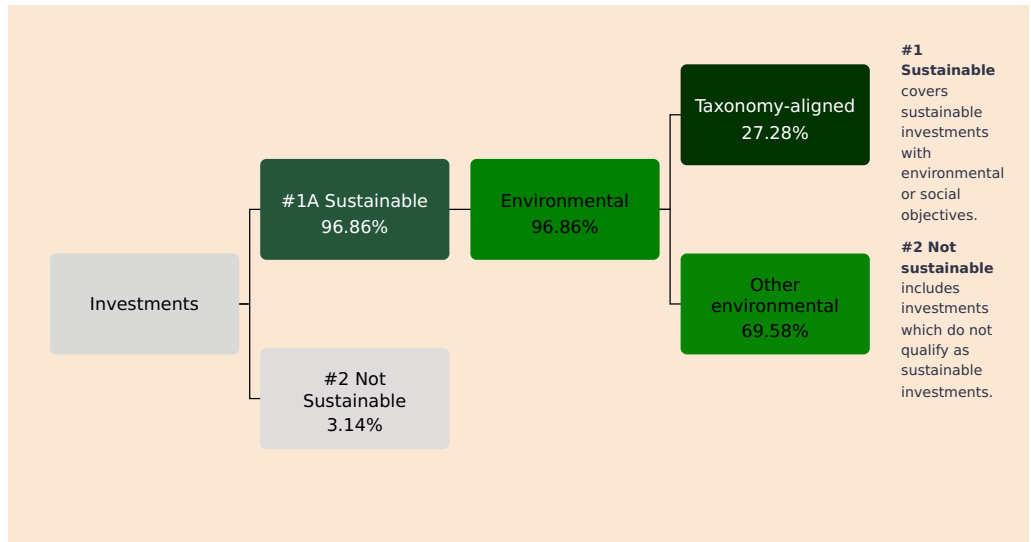 Investments
#1A Sustainable
96.86%
#2 Not
Sustainable
3.14%
Environmental
96.86%
Taxonomy-aligned
27.28%
Other
environmental
69.58%
#1
Sustainable
covers
sustainable
investments
with
environmental
or social
objectives.
#2 Not
sustainable
includes
investments
which do not
qualify as
sustainable
investments.